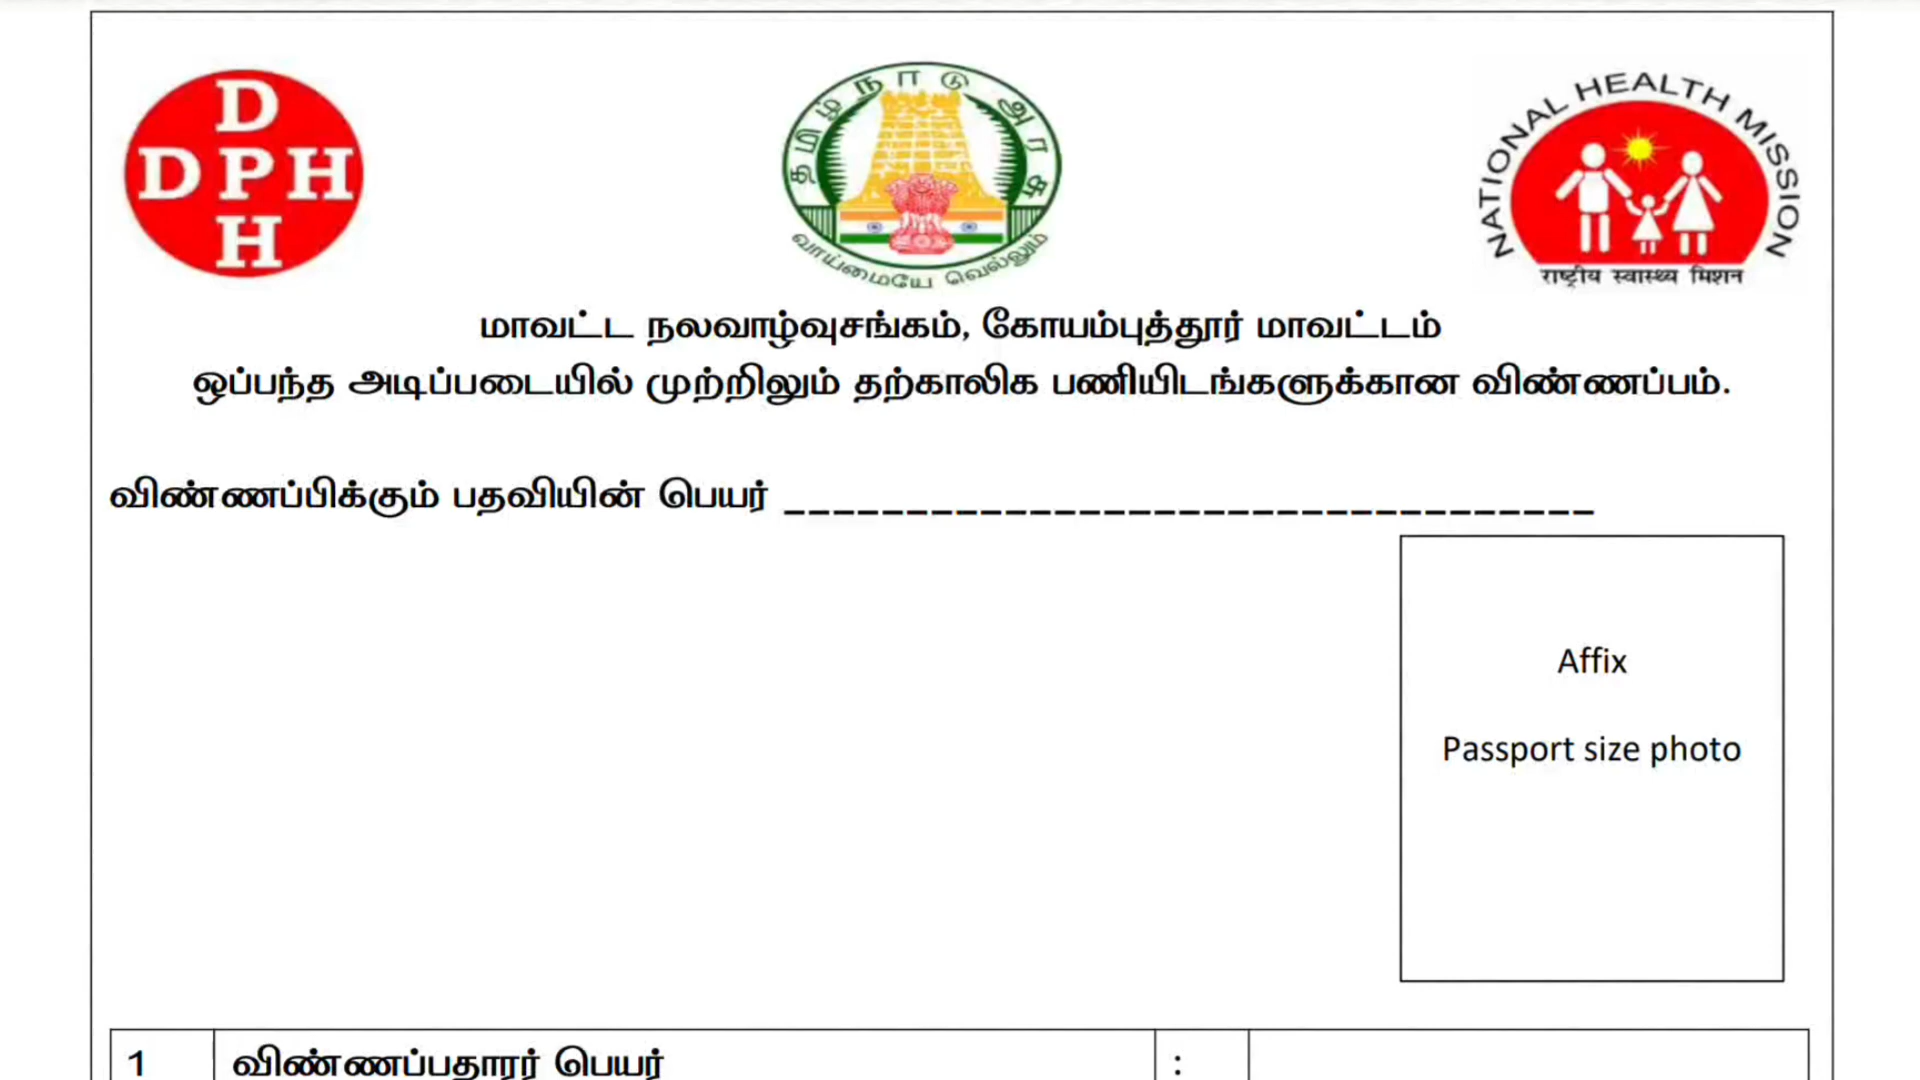 D
DPH
H
தமிழ்நாடு அரசு
வாய்மையே வெல்லும்
NATIONAL HEALTH MISSION
राष्ट्रीय स्वास्थ्य मिशन
மாவட்ட நலவாழ்வுசங்கம், கோயம்புத்தூர் மாவட்டம்
ஒப்பந்த அடிப்படையில் முற்றிலும் தற்காலிக பணியிடங்களுக்கான விண்ணப்பம்.
விண்ணப்பிக்கும் பதவியின் பெயர் _________________________________
Affix
Passport size photo
1 விண்ணப்பதாரர் பெயர் :